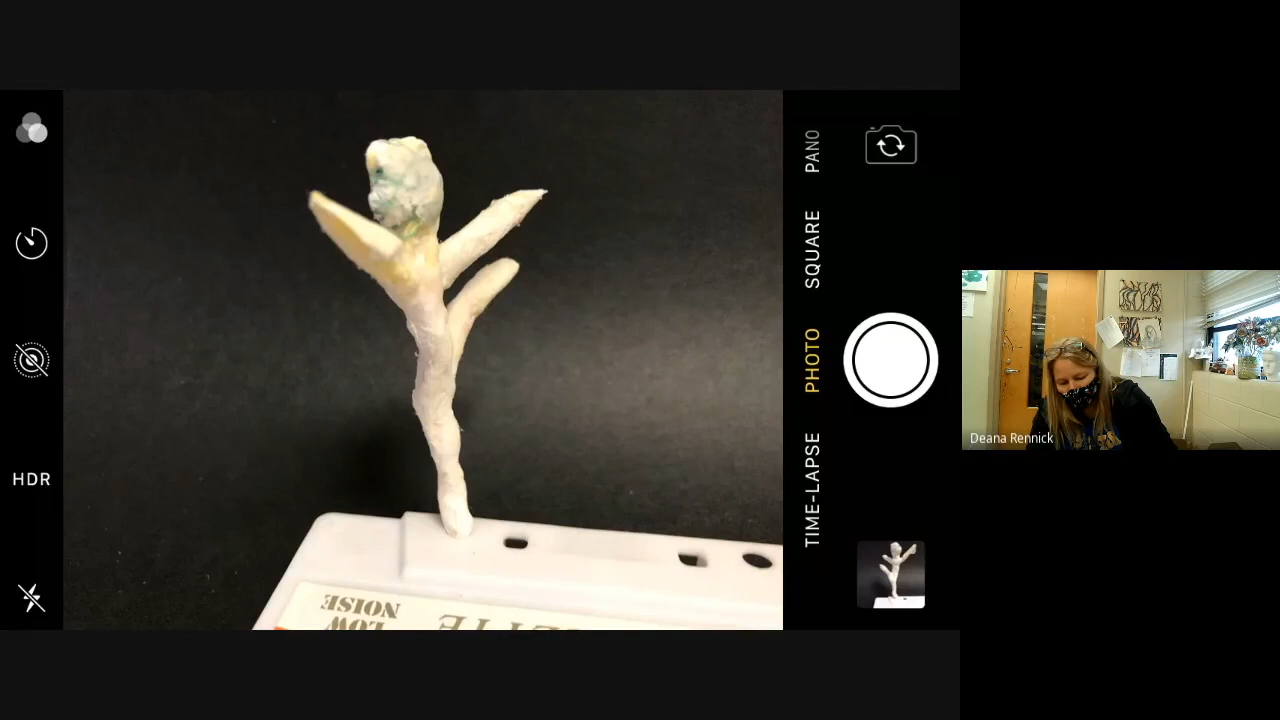 HDR
PANO
SQUARE
PHOTO
TIME-LAPSE
LOW
NOISE
Deana Rennick